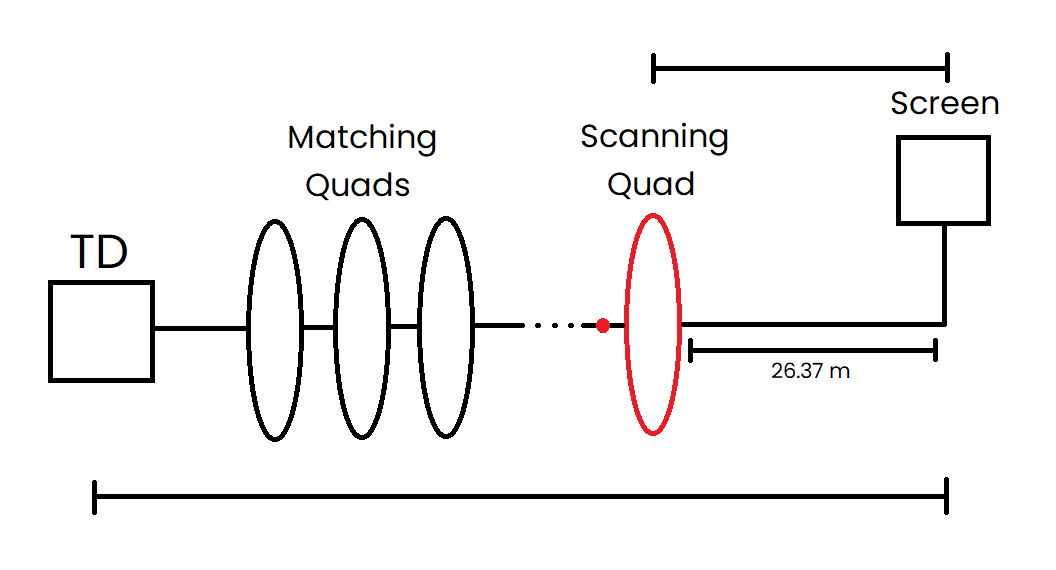 Screen
Matching
Quads
Scanning
Quad
TD
26.37 m